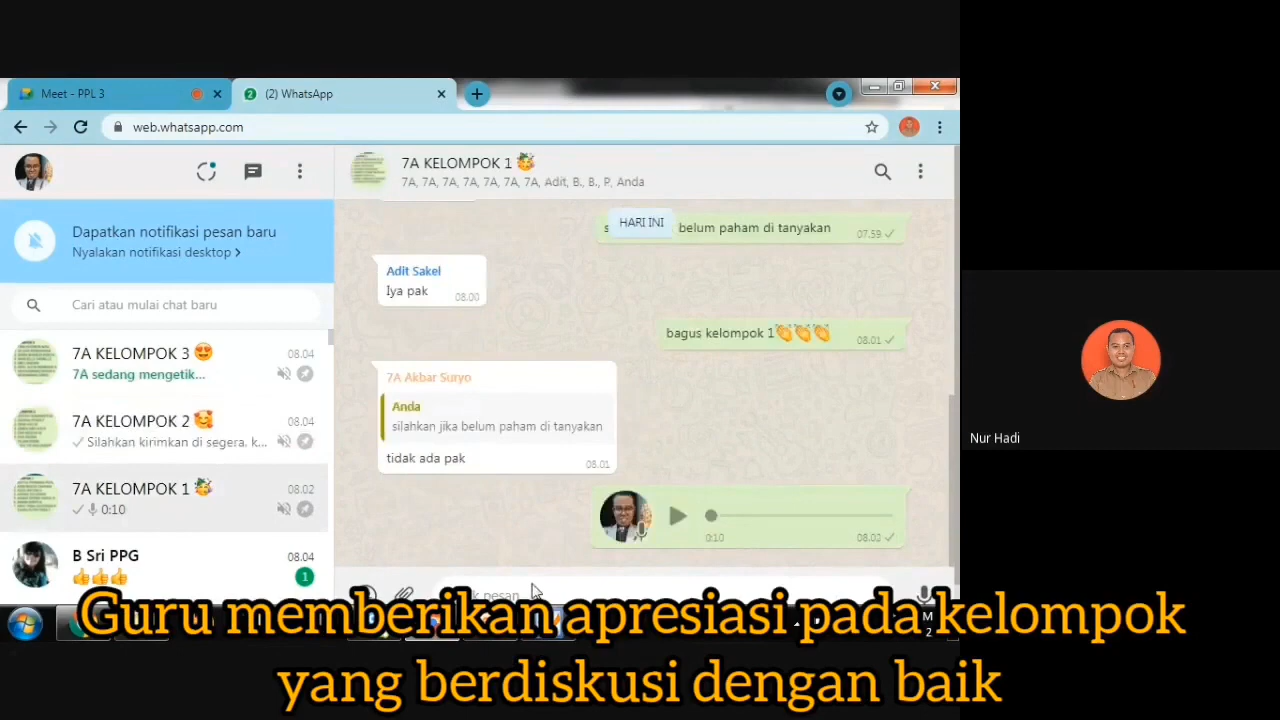 Meet - PPL 3
(2) WhatsApp
web.whatsapp.com
7A KELOMPOK 1
7A, 7A, 7A, 7A, 7A, 7A, 7A, Adit, B., B., P, Anda
Dapatkan notifikasi pesan baru
Nyalakan notifikasi desktop
Cari atau mulai chat baru
7A KELOMPOK 3 08.04
7A sedang mengetik...
7A KELOMPOK 2 08.04
Silahkan kirimkan di segera. k...
7A KELOMPOK 1 08.02
0:10
B Sri PPG 08.04
1
HARI INI
belum paham di tanyakan 07.59
Adit Sakel
Iya pak 08.00
bagus kelompok 1👏👏👏 08.01
7A Akbar Suryo
Anda
silahkan jika belum paham di tanyakan
tidak ada pak 08.01
0:10 08.02
pesan
Nur Hadi
Guru memberikan apresiasi pada kelompok
yang berdiskusi dengan baik